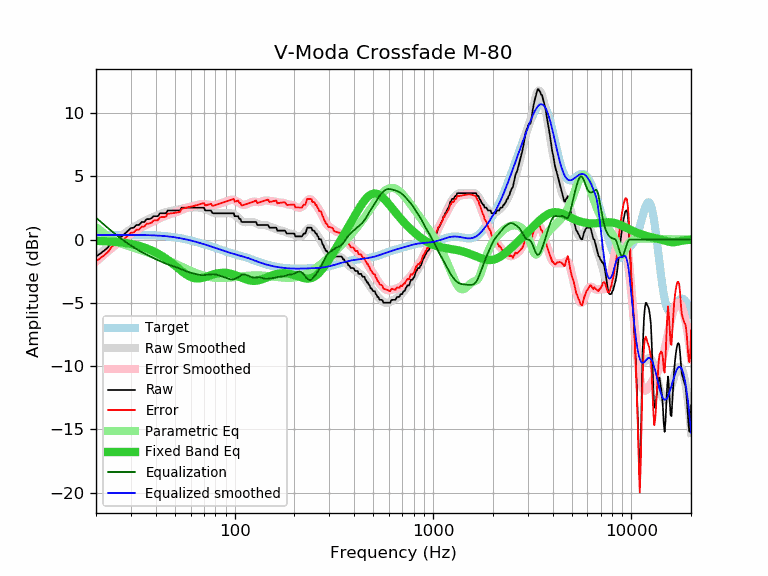 V-Moda Crossfade M-80
Amplitude (dBr)
10
5
0
−5
−10
−15
−20
Target
Raw Smoothed
Error Smoothed
Raw
Error
Parametric Eq
Fixed Band Eq
Equalization
Equalized smoothed
100
1000
10000
Frequency (Hz)